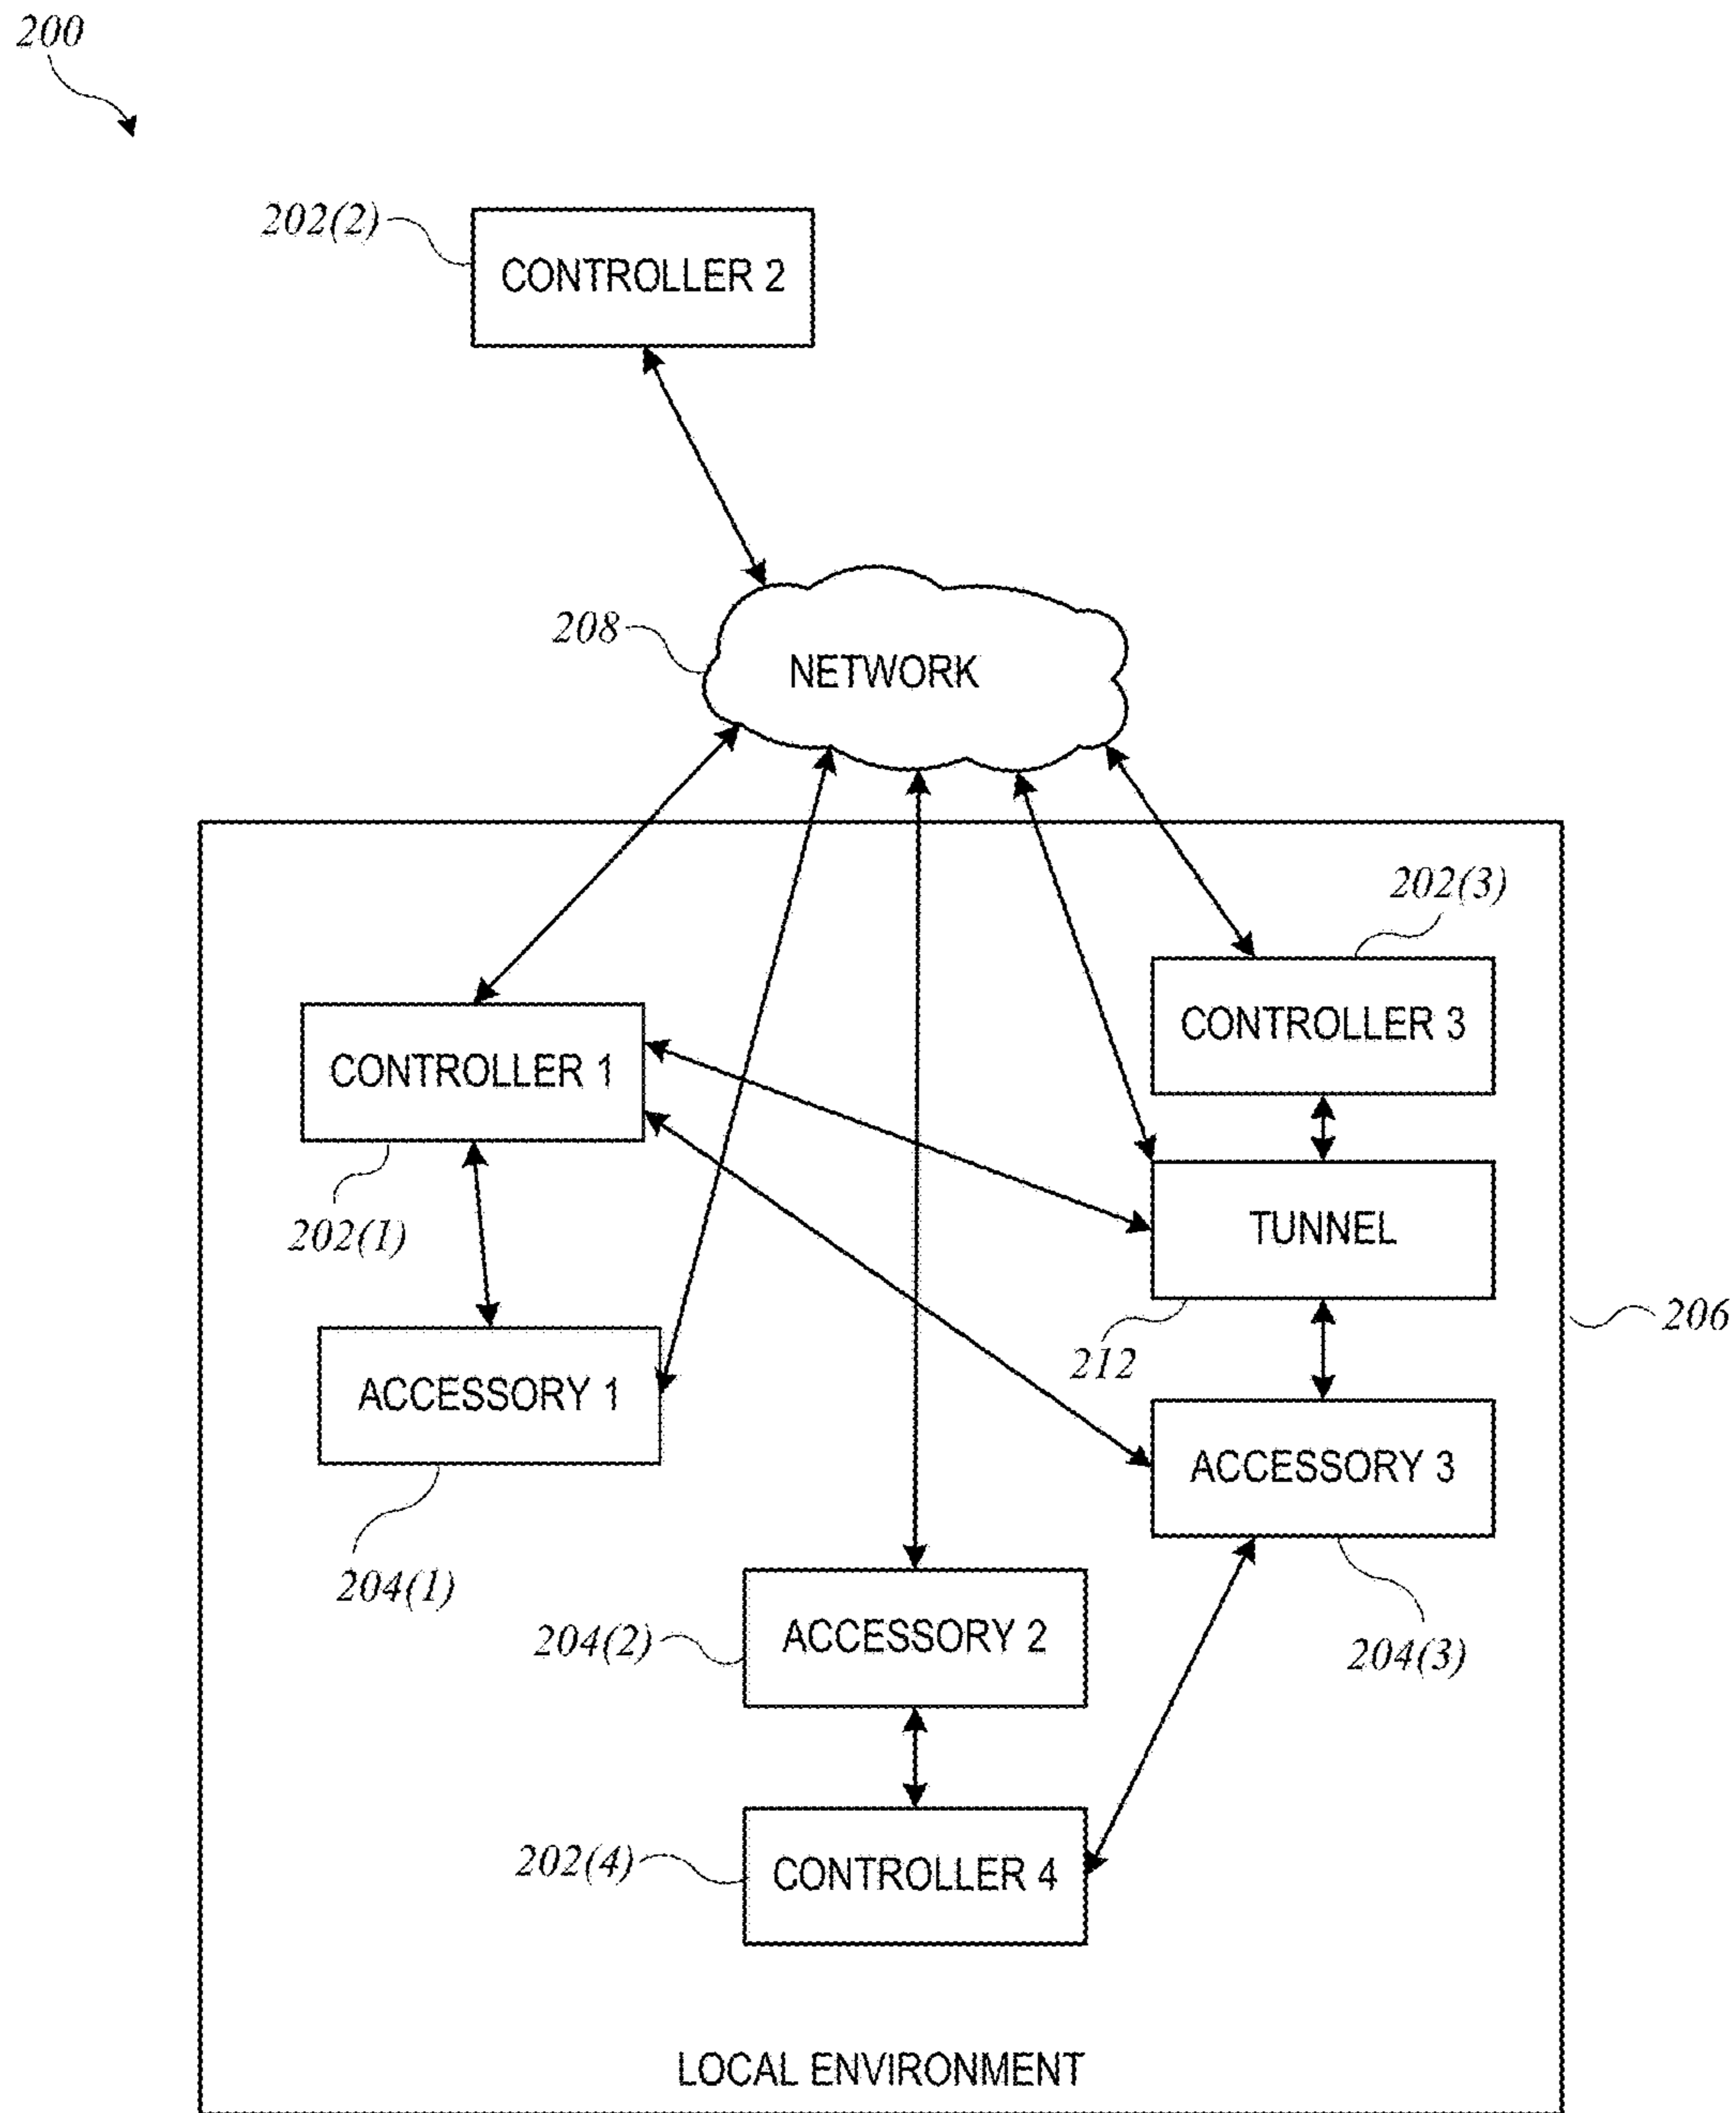 200
202(2)
CONTROLLER 2
208
NETWORK
202(3)
CONTROLLER 3
CONTROLLER 1
202(1)
TUNNEL
212
206
ACCESSORY 1
204(1)
ACCESSORY 3
204(3)
204(2)
ACCESSORY 2
202(4)
CONTROLLER 4
LOCAL ENVIRONMENT